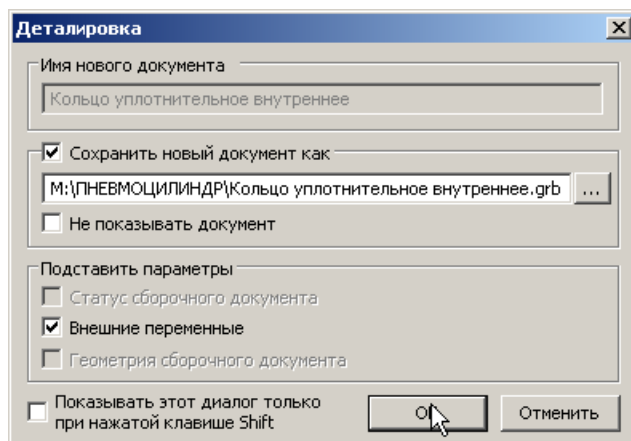 Деталировка
Имя нового документа
Кольцо уплотнительное внутреннее
Сохранить новый документ как
М:\ПНЕВМОЦИЛИНДР\Кольцо уплотнительное внутреннее.grb
...
Не показывать документ
Подставить параметры
Статус сборочного документа
Внешние переменные
Геометрия сборочного документа
Показывать этот диалог только
при нажатой клавише Shift
Отменить